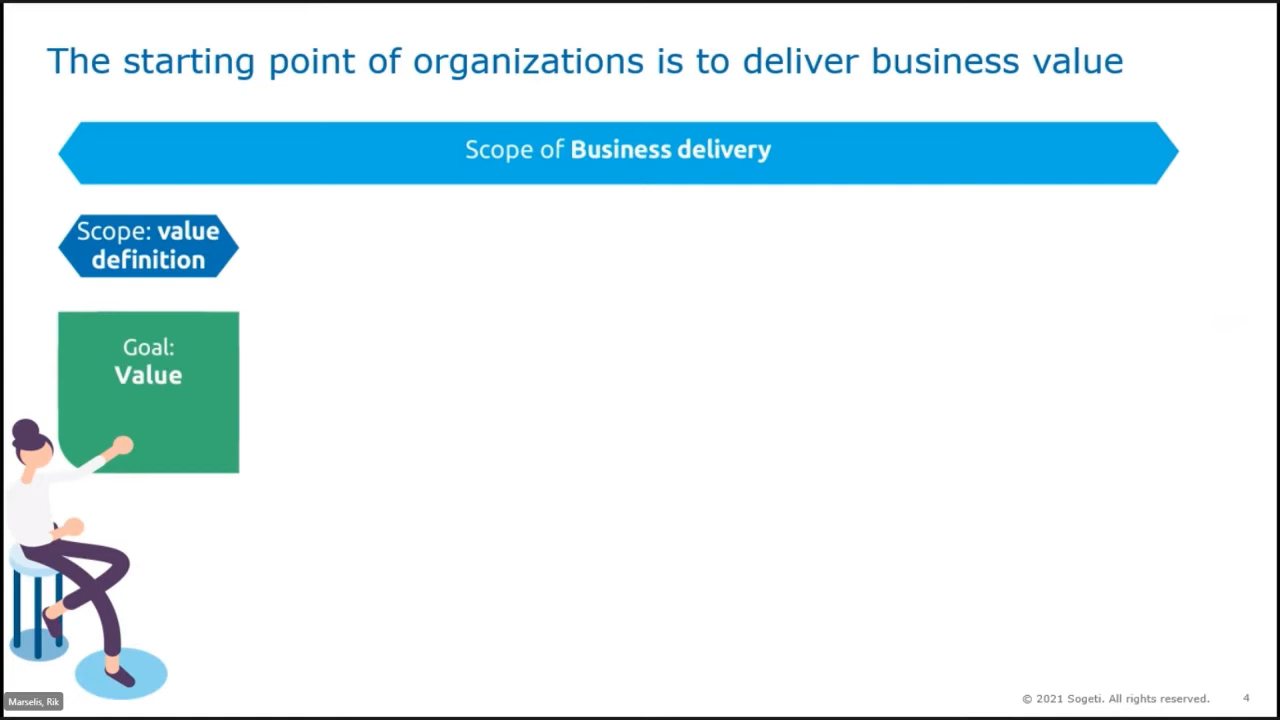 The starting point of organizations is to deliver business value
Scope of Business delivery
Scope: value
definition
Goal:
Value
Marselis, Rik
© 2021 Sogeti. All rights reserved.
4